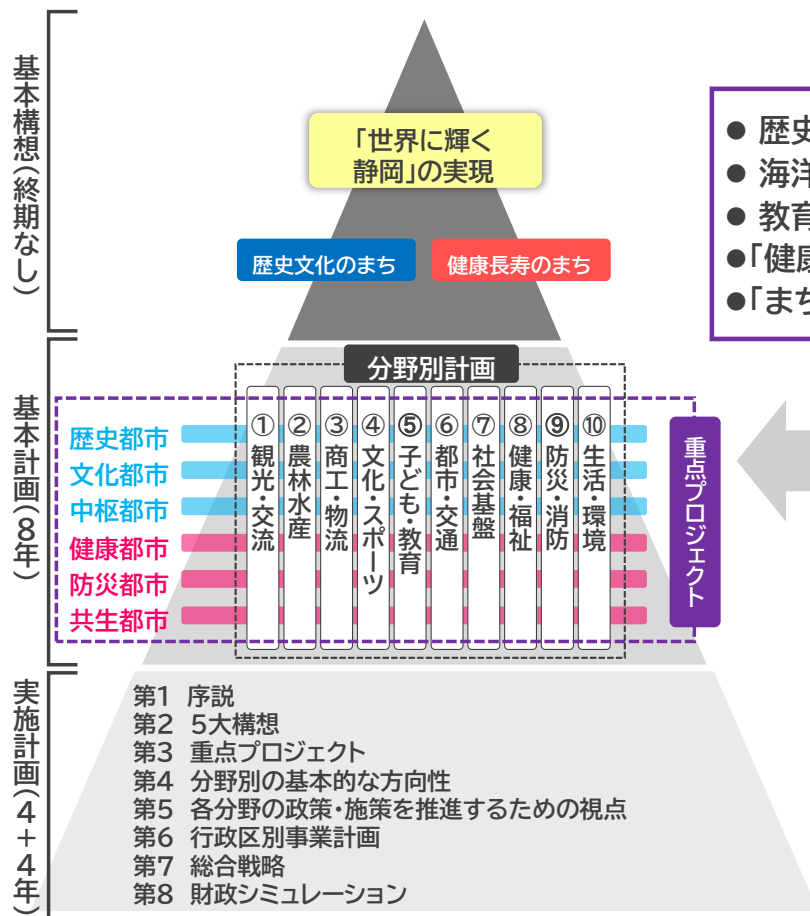 基本構想(終期なし)
「世界に輝く
静岡」の実現
歴史文化のまち
健康長寿のまち
● 歴史
● 海洋
● 教育
●「健康
●「まち
基本計画(8年)
分野別計画
歴史都市
文化都市
中枢都市
健康都市
防災都市
共生都市
①観光・交流
②農林水産
③商工・物流
④文化・スポーツ
⑤子ども・教育
⑥都市・交通
⑦社会基盤
⑧健康・福祉
⑨防災・消防
⑩生活・環境
重点プロジェクト
実施計画(4+4年)
第1 序説
第2 5大構想
第3 重点プロジェクト
第4 分野別の基本的な方向性
第5 各分野の政策・施策を推進するための視点
第6 行政区別事業計画
第7 総合戦略
第8 財政シミュレーション